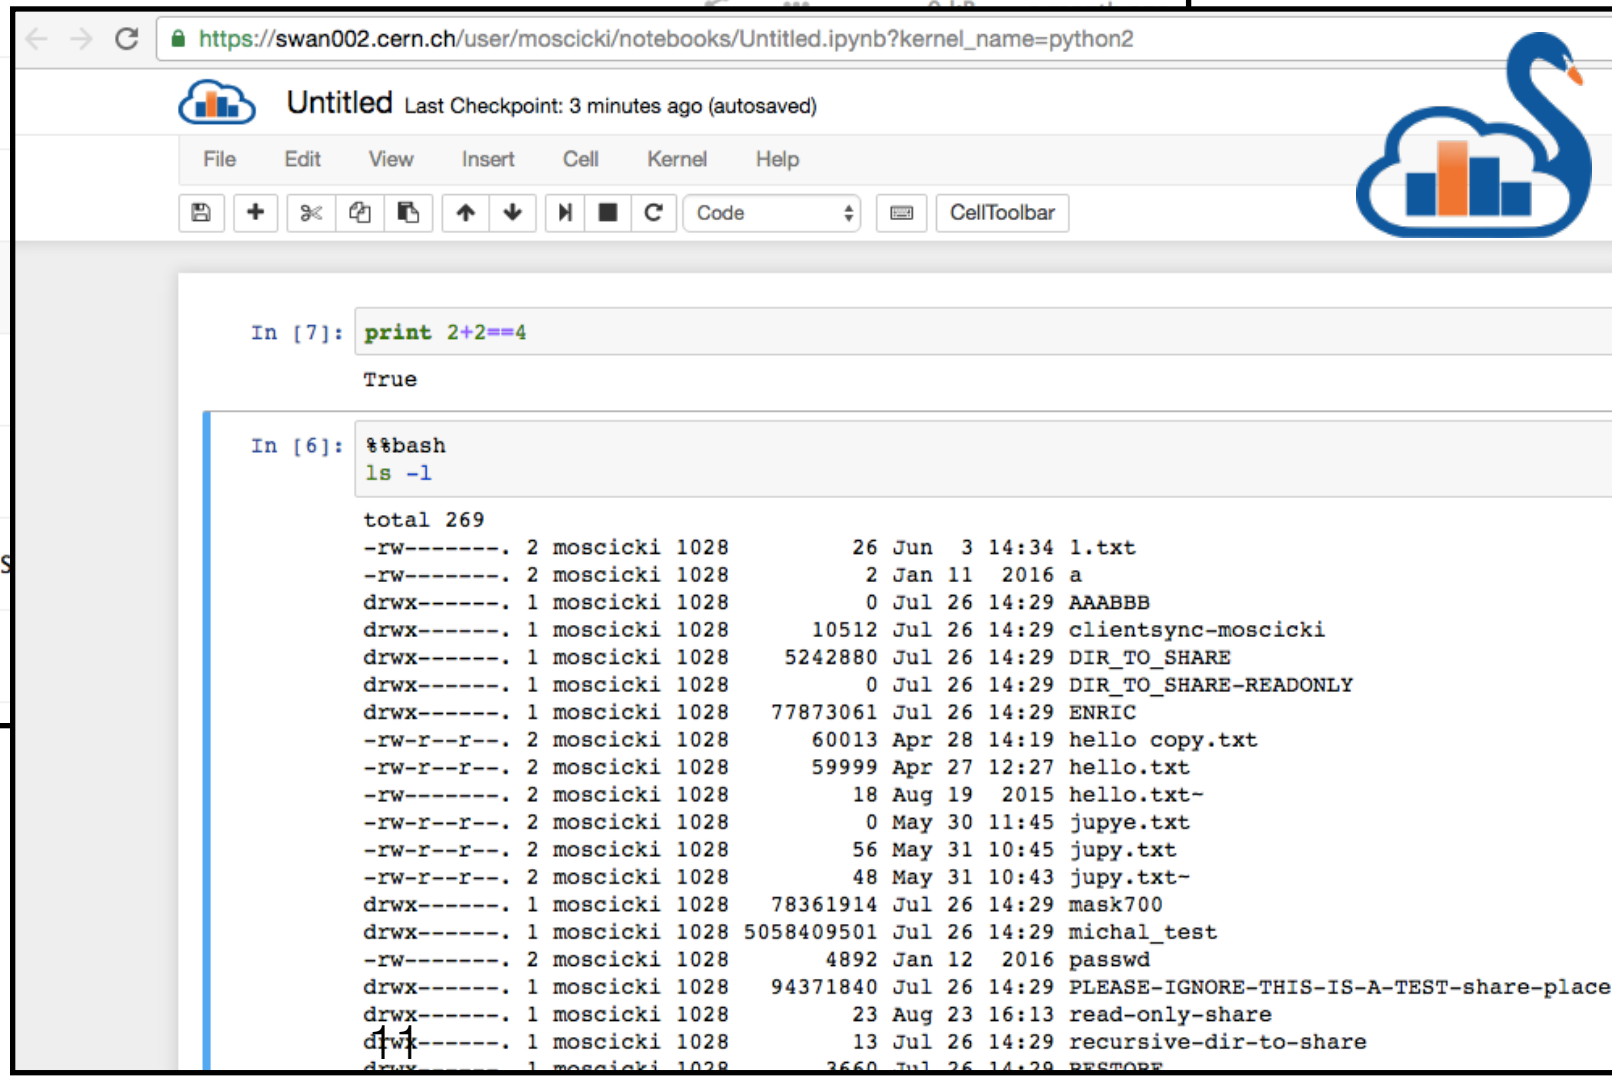 https://swan002.cern.ch/user/moscicki/notebooks/Untitled.ipynb?kernel_name=python2
Untitled Last Checkpoint: 3 minutes ago (autosaved)
File Edit View Insert Cell Kernel Help
Code CellToolbar
In [7]: print 2+2==4
True
In [6]: %%bash
ls -l
total 269
-rw-------. 2 moscicki 1028 26 Jun 3 14:34 1.txt
-rw-------. 2 moscicki 1028 2 Jan 11 2016 a
drwx------. 1 moscicki 1028 0 Jul 26 14:29 AAABBB
drwx------. 1 moscicki 1028 10512 Jul 26 14:29 clientsync-moscicki
drwx------. 1 moscicki 1028 5242880 Jul 26 14:29 DIR_TO_SHARE
drwx------. 1 moscicki 1028 0 Jul 26 14:29 DIR_TO_SHARE-READONLY
drwx------. 1 moscicki 1028 77873061 Jul 26 14:29 ENRIC
-rw-r--r--. 2 moscicki 1028 60013 Apr 28 14:19 hello copy.txt
-rw-r--r--. 2 moscicki 1028 59999 Apr 27 12:27 hello.txt
-rw-------. 2 moscicki 1028 18 Aug 19 2015 hello.txt~
-rw-r--r--. 2 moscicki 1028 0 May 30 11:45 jupye.txt
-rw-r--r--. 2 moscicki 1028 56 May 31 10:45 jupy.txt
-rw-r--r--. 2 moscicki 1028 48 May 31 10:43 jupy.txt~
drwx------. 1 moscicki 1028 78361914 Jul 26 14:29 mask700
drwx------. 1 moscicki 1028 5058409501 Jul 26 14:29 michal_test
-rw-------. 2 moscicki 1028 4892 Jan 12 2016 passwd
drwx------. 1 moscicki 1028 94371840 Jul 26 14:29 PLEASE-IGNORE-THIS-IS-A-TEST-share-place
drwx------. 1 moscicki 1028 23 Aug 23 16:13 read-only-share
drwx------. 1 moscicki 1028 13 Jul 26 14:29 recursive-dir-to-share
drwx------. 1 moscicki 1028 3660 Jul 26 14:29 RESTORE
11